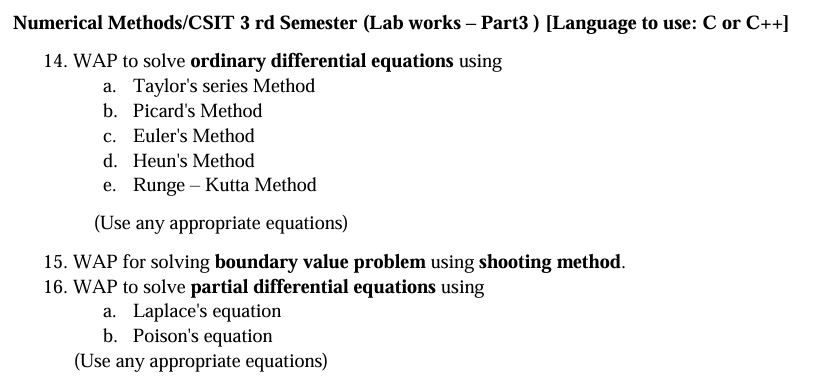 Numerical Methods/CSIT 3 rd Semester (Lab works – Part3 ) [Language to use: C or C++]
14. WAP to solve ordinary differential equations using
a. Taylor's series Method
b. Picard's Method
c. Euler's Method
d. Heun's Method
e. Runge – Kutta Method
(Use any appropriate equations)
15. WAP for solving boundary value problem using shooting method.
16. WAP to solve partial differential equations using
a. Laplace's equation
b. Poison's equation
(Use any appropriate equations)